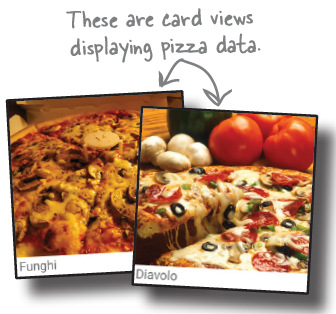 These are card views
displaying pizza data.
Funghi
Diavolo